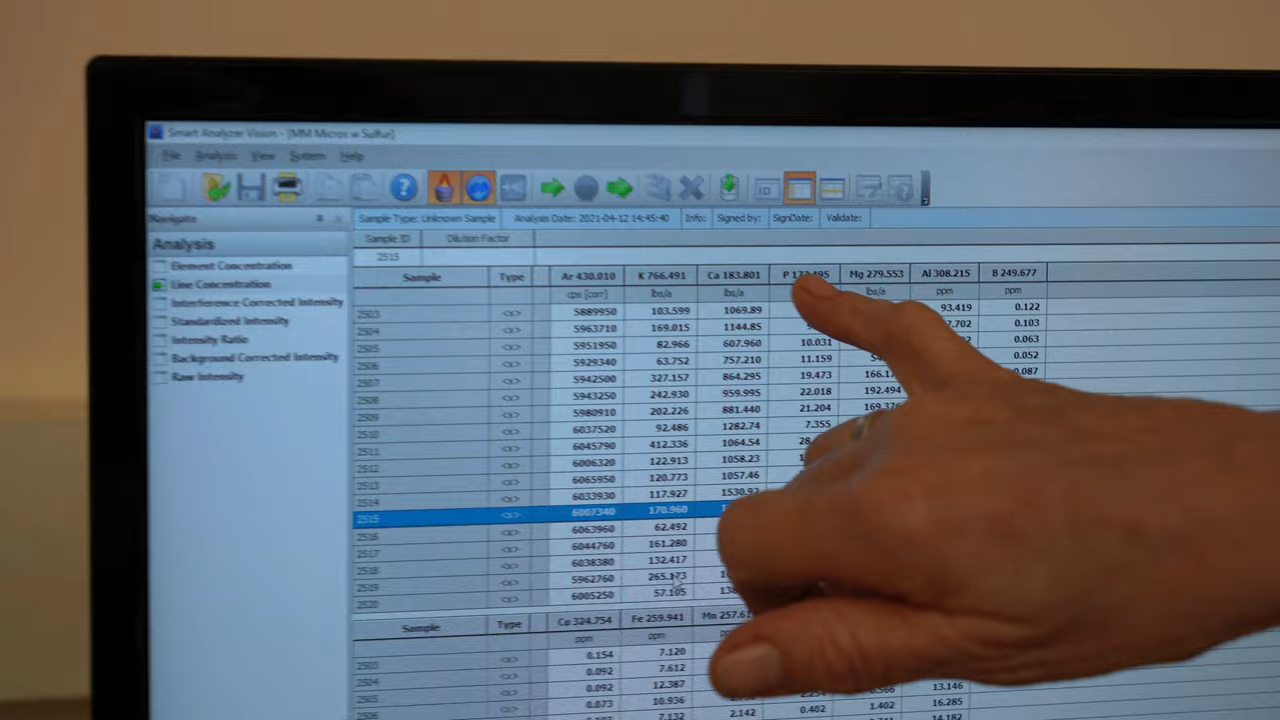 Smart Analyzer Vision - [MM Micros w Sulfur]
File Analysis View System Help
Navigate
Sample Type: Unknown Sample Analysis Date: 2021-04-12 14:45:40 Info: Signed by: SignDate: Validate:
Analysis
Element Concentration
Line Concentration
Interference Corrected Intensity
Standardized Intensity
Intensity Ratio
Background Corrected Intensity
Raw Intensity
ID
Sample ID Dilution Factor
2515
Sample Type Ar 430.010 K 766.491 Ca 183.801 P Mg 279.553 Al 308.215 B 249.677
cps [corr] lbs/a lbs/a lbs/a ppm ppm
2503 5889950 103.599 1069.89 93.419 0.122
2504 5963710 169.015 1144.85 0.103
2505 5951950 82.966 607.960 10.031 0.063
2506 5929340 63.752 757.210 11.159 0.052
2507 5942500 327.157 864.295 19.473 0.087
2508 5943250 242.930 959.995 22.018 192.494
2509 5980910 202.226 881.440 21.204
2510 6037520 92.486 1282.74 7.355
2511 6045790 412.336 1064.54
2512 6006320 122.913 1058.23
2513 6065950 120.773 1057.46
2514 6033930 117.927 1530.92
2515 6007340 170.960
2516 6063960 62.492
2517 6044760 161.280
2518 6038380 132.417
2519 5962760 265.173
2520 6005250 57.105
Sample Type Cu 324.754 Fe 259.941 Mn
ppm ppm
2503 0.154 7.120
2504 0.092 7.612
2505 0.092 12.387 13.146
2506 0.073 10.936 0.402 1.402 16.285
7.132 2.142 14.182